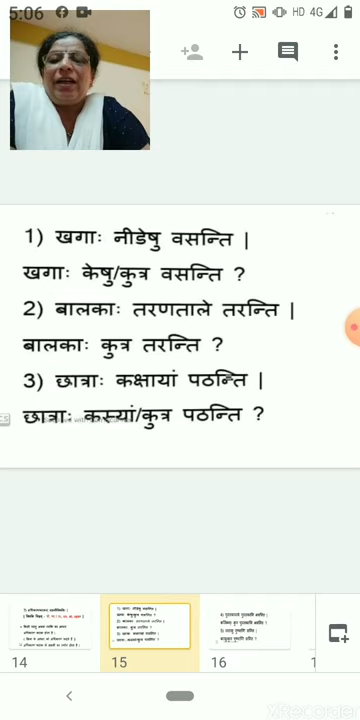 5:06
HD 4G
1) खगाः नीडेषु वसन्ति |
खगाः केषु/कुत्र वसन्ति ?
2) बालकाः तरणताले तरन्ति |
बालकाः कुत्र तरन्ति ?
3) छात्राः कक्षायां पठन्ति |
छात्राः कस्यां/कुत्र पठन्ति ?
14
15
16
XRecorder